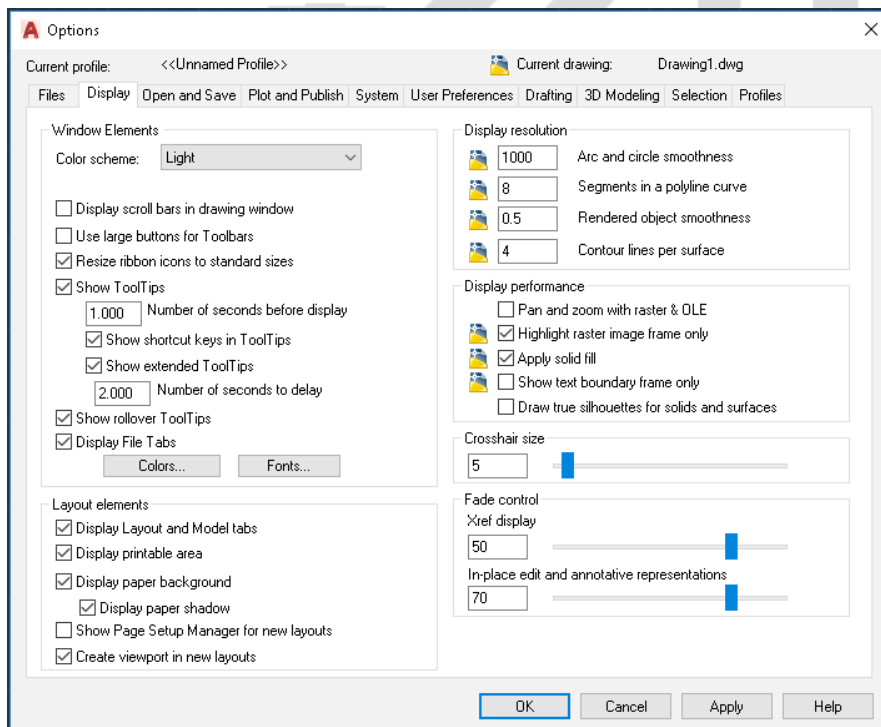 Options
Current profile: <<Unnamed Profile>> Current drawing: Drawing1.dwg
Files Display Open and Save Plot and Publish System User Preferences Drafting 3D Modeling Selection Profiles
Window Elements
Color scheme: Light
Display scroll bars in drawing window
Use large buttons for Toolbars
Resize ribbon icons to standard sizes
Show ToolTips
1.000 Number of seconds before display
Show shortcut keys in ToolTips
Show extended ToolTips
2.000 Number of seconds to delay
Show rollover ToolTips
Display File Tabs
Colors... Fonts...
Layout elements
Display Layout and Model tabs
Display printable area
Display paper background
Display paper shadow
Show Page Setup Manager for new layouts
Create viewport in new layouts
Display resolution
1000 Arc and circle smoothness
8 Segments in a polyline curve
0.5 Rendered object smoothness
4 Contour lines per surface
Display performance
Pan and zoom with raster & OLE
Highlight raster image frame only
Apply solid fill
Show text boundary frame only
Draw true silhouettes for solids and surfaces
Crosshair size
5
Fade control
Xref display
50
In-place edit and annotative representations
70
OK Cancel Apply Help